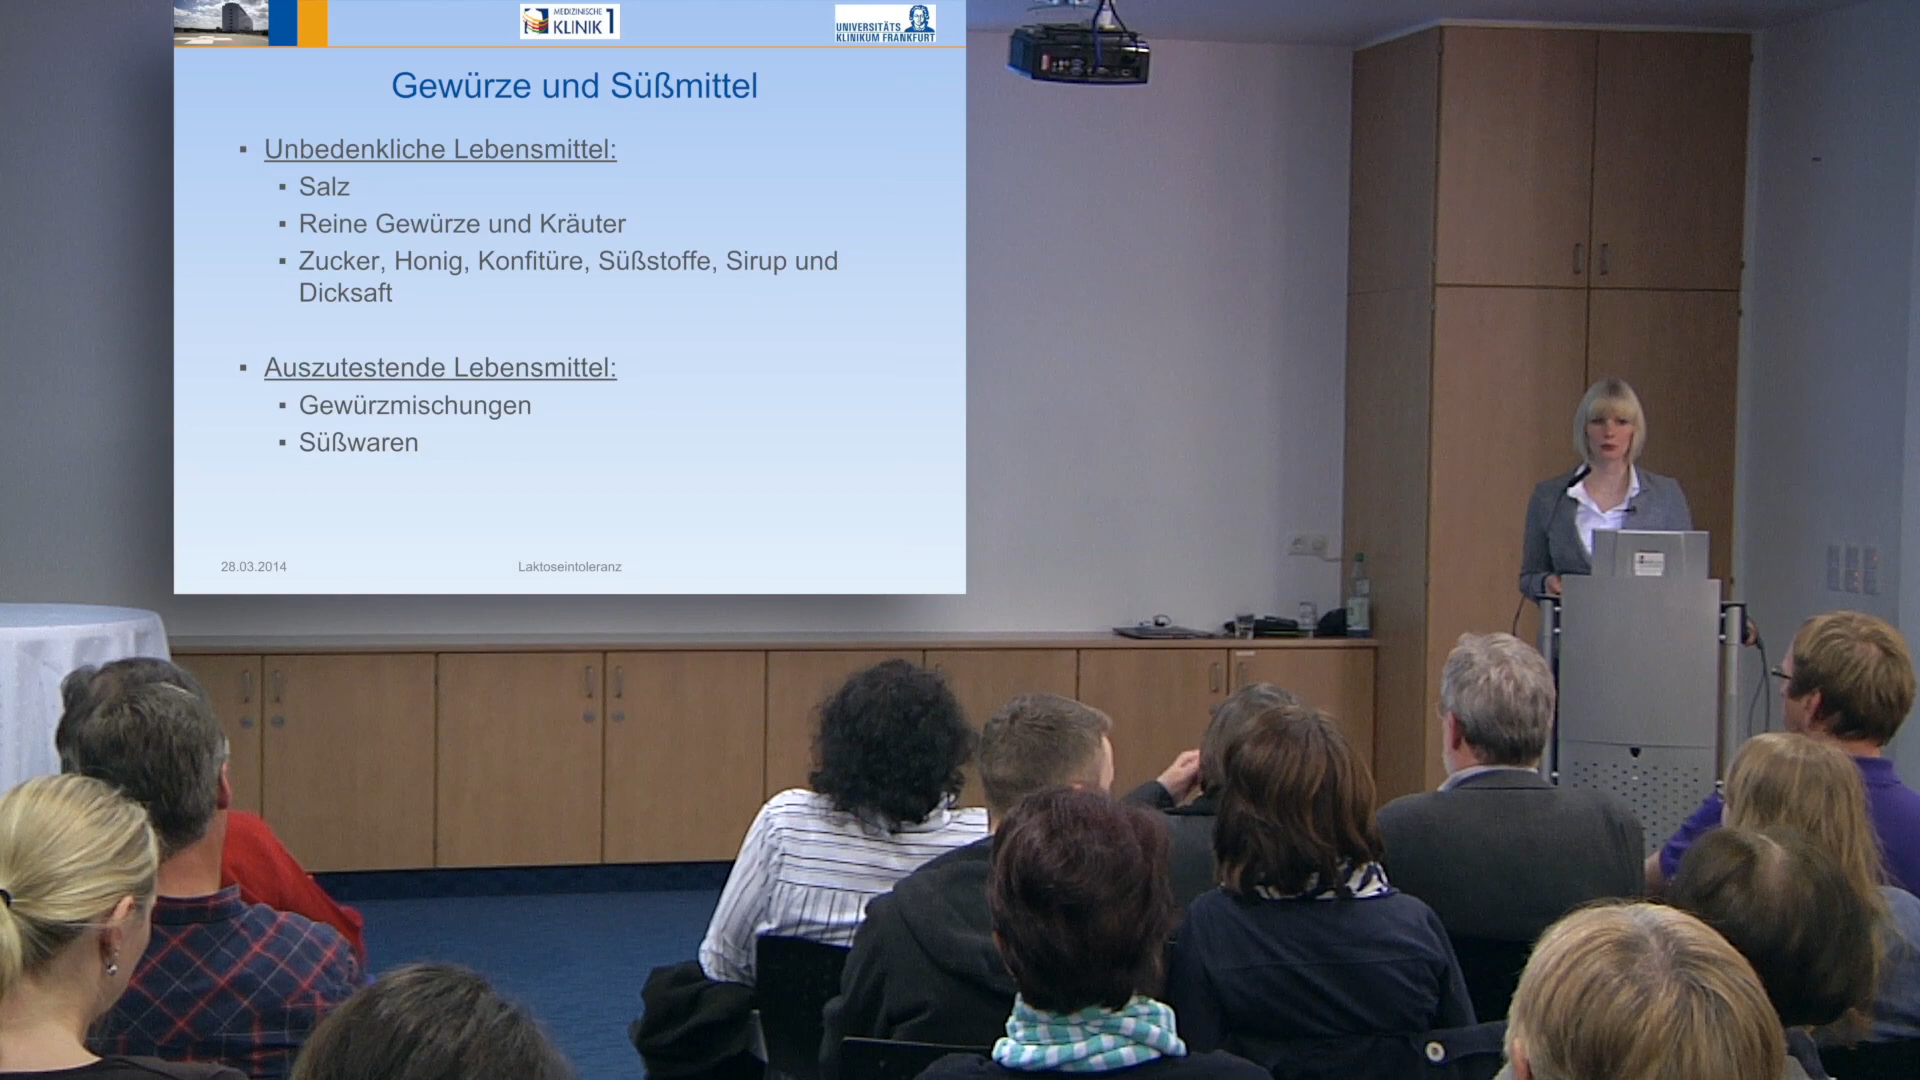 MEDIZINISCHE
KLINIK 1
UNIVERSITÄTS
KLINIKUM FRANKFURT
Gewürze und Süßmittel
▪ Unbedenkliche Lebensmittel:
▪ Salz
▪ Reine Gewürze und Kräuter
▪ Zucker, Honig, Konfitüre, Süßstoffe, Sirup und
Dicksaft
▪ Auszutestende Lebensmittel:
▪ Gewürzmischungen
▪ Süßwaren
28.03.2014
Laktoseintoleranz